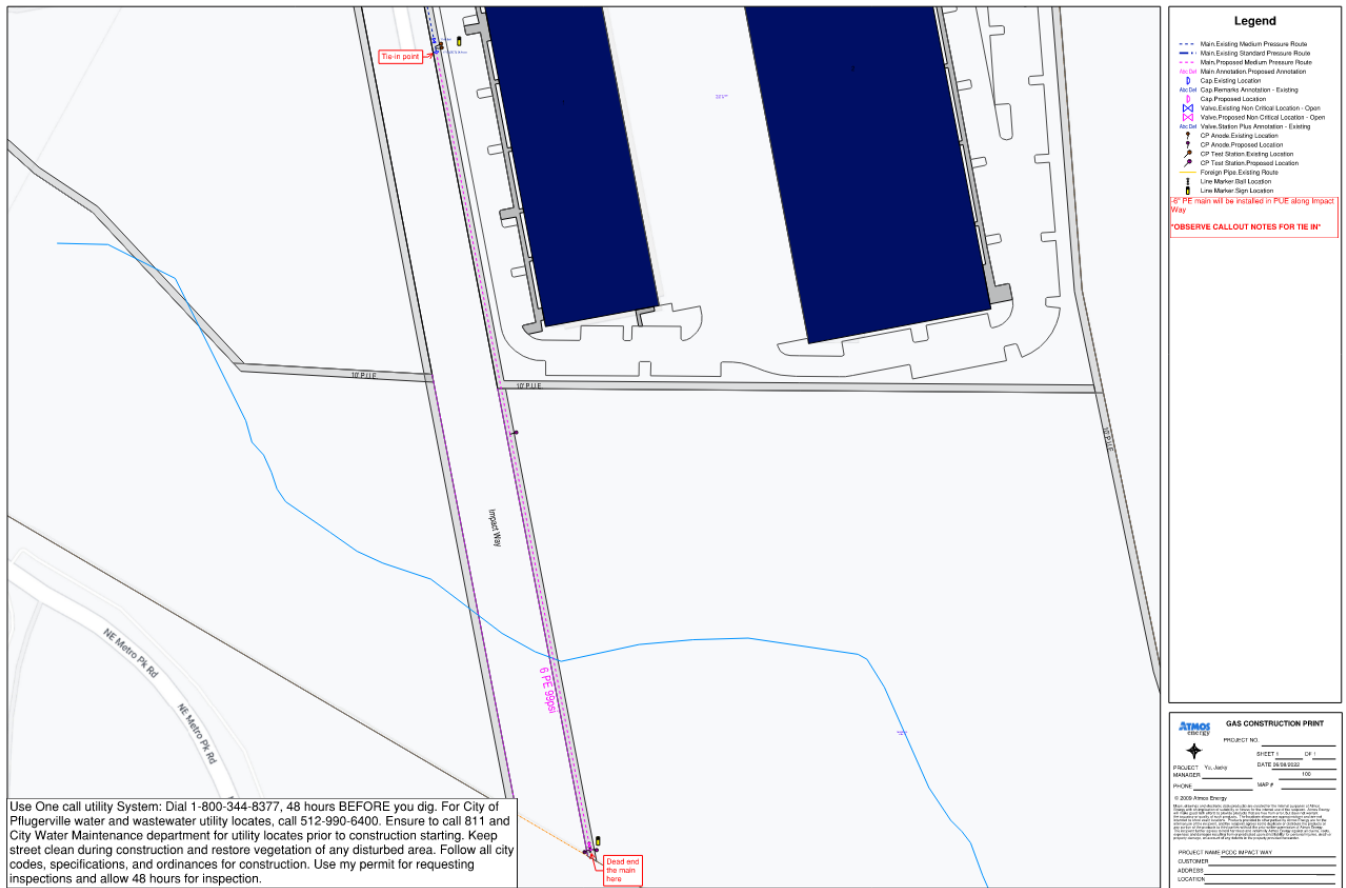 Tie-in point
10' P.U.E
10' P.U.E
10' P.U.E
Impact Way
6 PE 99psi
NE Metro Pk Rd
NE Metro Pk Rd
Dead end
the main
here
Use One call utility System: Dial 1-800-344-8377, 48 hours BEFORE you dig. For City of
Pflugerville water and wastewater utility locates, call 512-990-6400. Ensure to call 811 and
City Water Maintenance department for utility locates prior to construction starting. Keep
street clean during construction and restore vegetation of any disturbed area. Follow all city
codes, specifications, and ordinances for construction. Use my permit for requesting
inspections and allow 48 hours for inspection.
Legend
Main.Existing Medium Pressure Route
Main.Existing Standard Pressure Route
Main.Proposed Medium Pressure Route
Abc Def Main Annotation.Proposed Annotation
Cap.Existing Location
Abc Def Cap.Remarks Annotation - Existing
Cap.Proposed Location
Valve.Existing Non Critical Location - Open
Valve.Proposed Non Critical Location - Open
Abc Def Valve.Station Plus Annotation - Existing
CP Anode.Existing Location
CP Anode.Proposed Location
CP Test Station.Existing Location
CP Test Station.Proposed Location
Foreign Pipe.Existing Route
Line Marker Ball Location
Line Marker Sign Location
-6" PE main will be installed in PUE along Impact
Way
*OBSERVE CALLOUT NOTES FOR TIE IN*
ATMOS
energy
GAS CONSTRUCTION PRINT
PROJECT NO.
SHEET 1 OF 1
PROJECT
MANAGER
DATE
100
PHONE
MAP #
© 2009 Atmos Energy
PROJECT NAME PCDC IMPACT WAY
CUSTOMER
ADDRESS
LOCATION